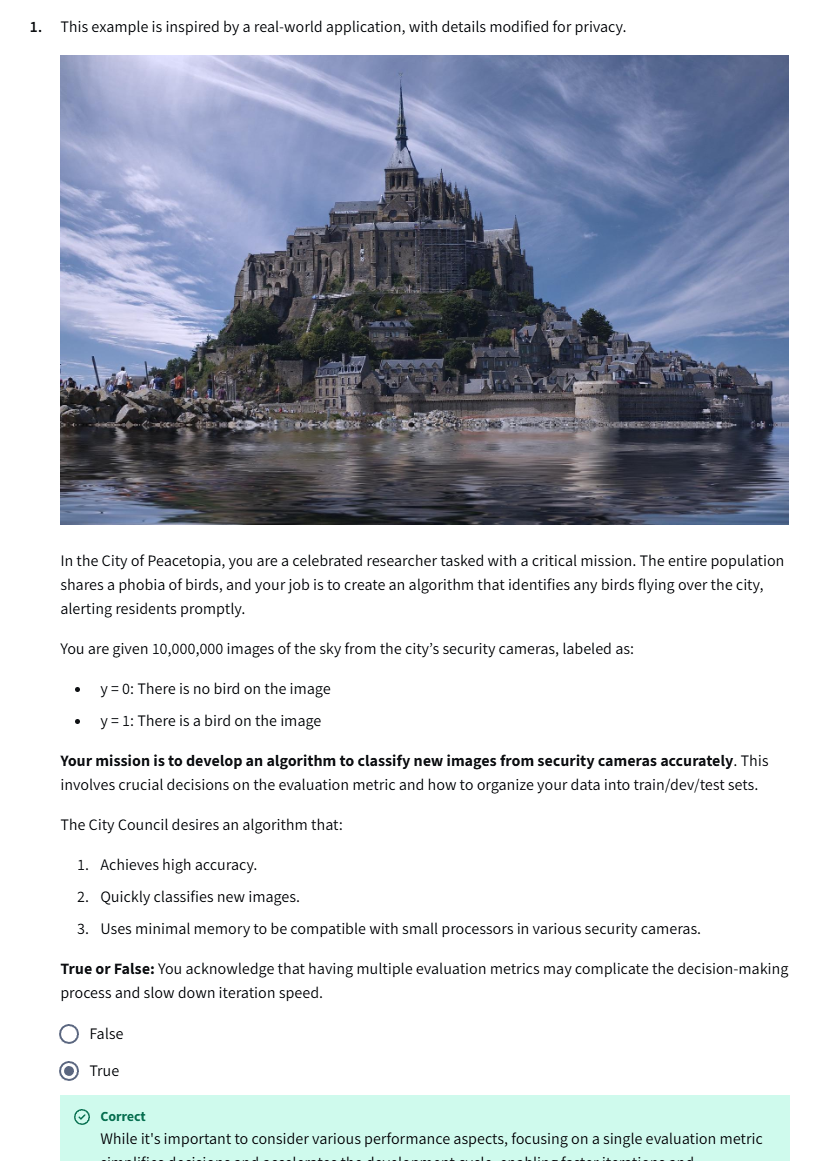 1. This example is inspired by a real-world application, with details modified for privacy.
In the City of Peacetopia, you are a celebrated researcher tasked with a critical mission. The entire population
shares a phobia of birds, and your job is to create an algorithm that identifies any birds flying over the city,
alerting residents promptly.
You are given 10,000,000 images of the sky from the city’s security cameras, labeled as:
• y = 0: There is no bird on the image
• y = 1: There is a bird on the image
Your mission is to develop an algorithm to classify new images from security cameras accurately. This
involves crucial decisions on the evaluation metric and how to organize your data into train/dev/test sets.
The City Council desires an algorithm that:
1. Achieves high accuracy.
2. Quickly classifies new images.
3. Uses minimal memory to be compatible with small processors in various security cameras.
True or False: You acknowledge that having multiple evaluation metrics may complicate the decision-making
process and slow down iteration speed.
False
True
Correct
While it's important to consider various performance aspects, focusing on a single evaluation metric